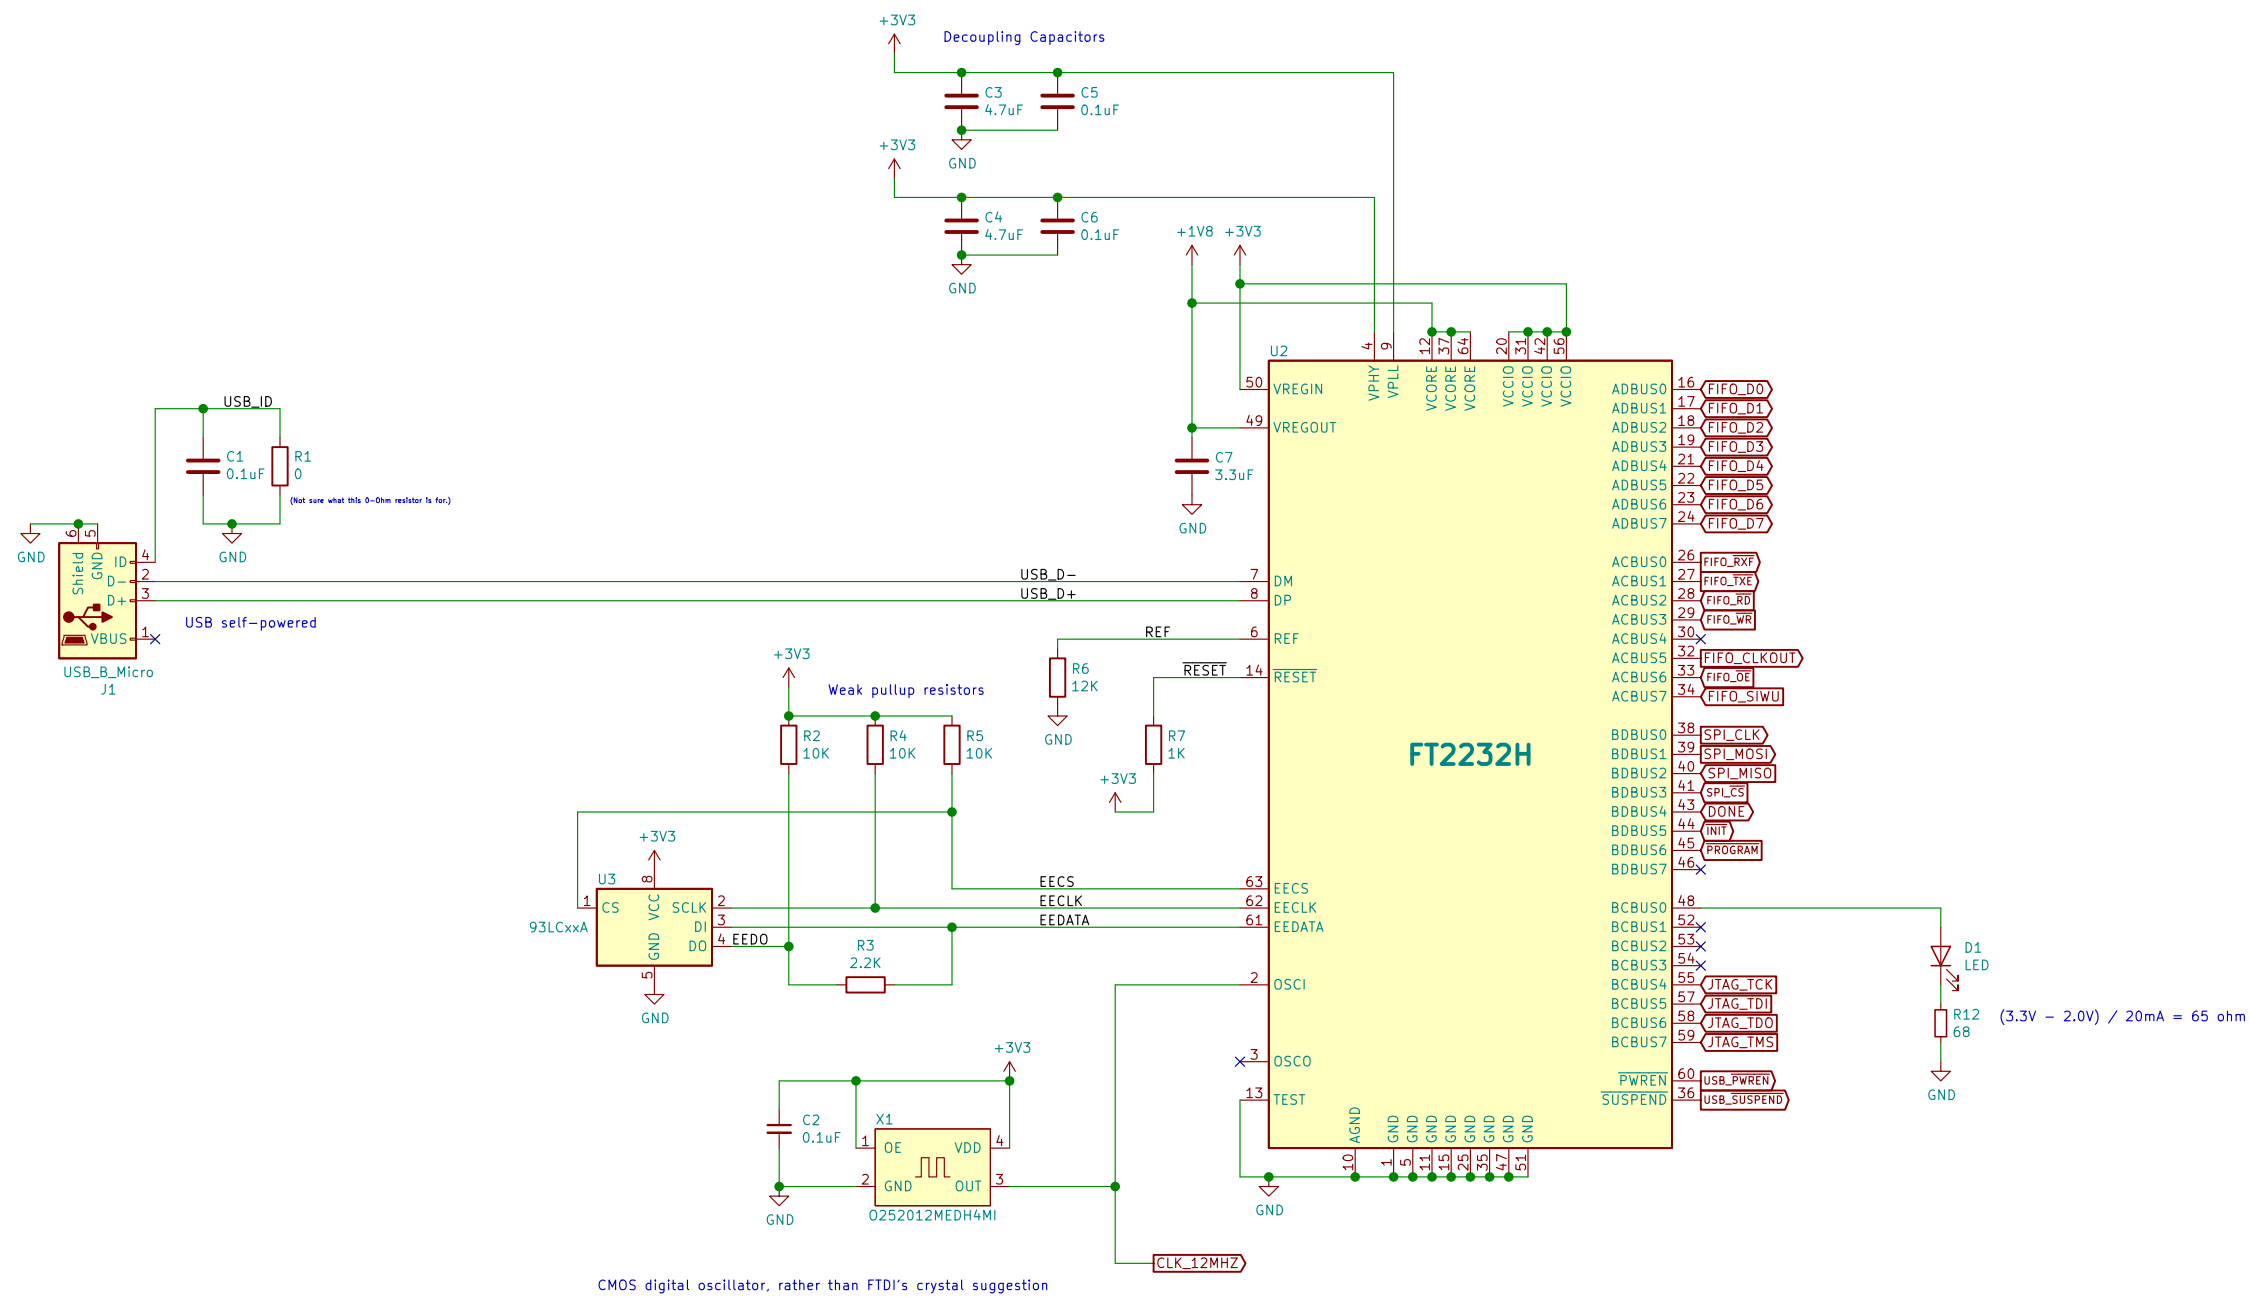 +3V3
Decoupling Capacitors
C3
4.7uF
C5
0.1uF
GND
+3V3
C4
4.7uF
C6
0.1uF
GND
+1V8
+3V3
U2
4
9
12
37
64
20
31
42
56
VPHY
VPLL
VCORE
VCORE
VCORE
VCCIO
VCCIO
VCCIO
VCCIO
50 VREGIN
49 VREGOUT
C7
3.3uF
GND
USB_ID
C1
0.1uF
R1
0
(Not sure what this 0-Ohm resistor is for.)
GND
GND
6
5
Shield
GND
ID 4
D- 2
D+ 3
VBUS 1
USB_B_Micro
J1
USB self-powered
USB_D-
7 DM
USB_D+
8 DP
REF
6 REF
R6
12K
GND
RESET
14 RESET
R7
1K
+3V3
+3V3
Weak pullup resistors
R2
10K
R4
10K
R5
10K
+3V3
U3
8
1 CS
VCC
SCLK 2
DI 3
DO 4
GND
5
93LCxxA
GND
EEDO
R3
2.2K
EECS
63 EECS
EECLK
62 EECLK
EEDATA
61 EEDATA
2 OSCI
3 OSCO
13 TEST
FT2232H
ADBUS0 16 FIFO_D0
ADBUS1 17 FIFO_D1
ADBUS2 18 FIFO_D2
ADBUS3 19 FIFO_D3
ADBUS4 21 FIFO_D4
ADBUS5 22 FIFO_D5
ADBUS6 23 FIFO_D6
ADBUS7 24 FIFO_D7
ACBUS0 26 FIFO_RXF
ACBUS1 27 FIFO_TXE
ACBUS2 28 FIFO_RD
ACBUS3 29 FIFO_WR
ACBUS4 30
ACBUS5 32 FIFO_CLKOUT
ACBUS6 33 FIFO_OE
ACBUS7 34 FIFO_SIWU
BDBUS0 38 SPI_CLK
BDBUS1 39 SPI_MOSI
BDBUS2 40 SPI_MISO
BDBUS3 41 SPI_CS
BDBUS4 43 DONE
BDBUS5 44 INIT
BDBUS6 45 PROGRAM
BDBUS7 46
BCBUS0 48
BCBUS1 52
BCBUS2 53
BCBUS3 54
BCBUS4 55 JTAG_TCK
BCBUS5 57 JTAG_TDI
BCBUS6 58 JTAG_TDO
BCBUS7 59 JTAG_TMS
PWREN 60 USB_PWREN
SUSPEND 36 USB_SUSPEND
D1
LED
R12
68
(3.3V - 2.0V) / 20mA = 65 ohm
GND
AGND
GND
GND
GND
GND
GND
GND
GND
GND
10
1
5
11
15
25
35
47
51
GND
+3V3
C2
0.1uF
GND
X1
1 OE
VDD 4
2 GND
OUT 3
O252012MEDH4MI
CLK_12MHZ
CMOS digital oscillator, rather than FTDI's crystal suggestion